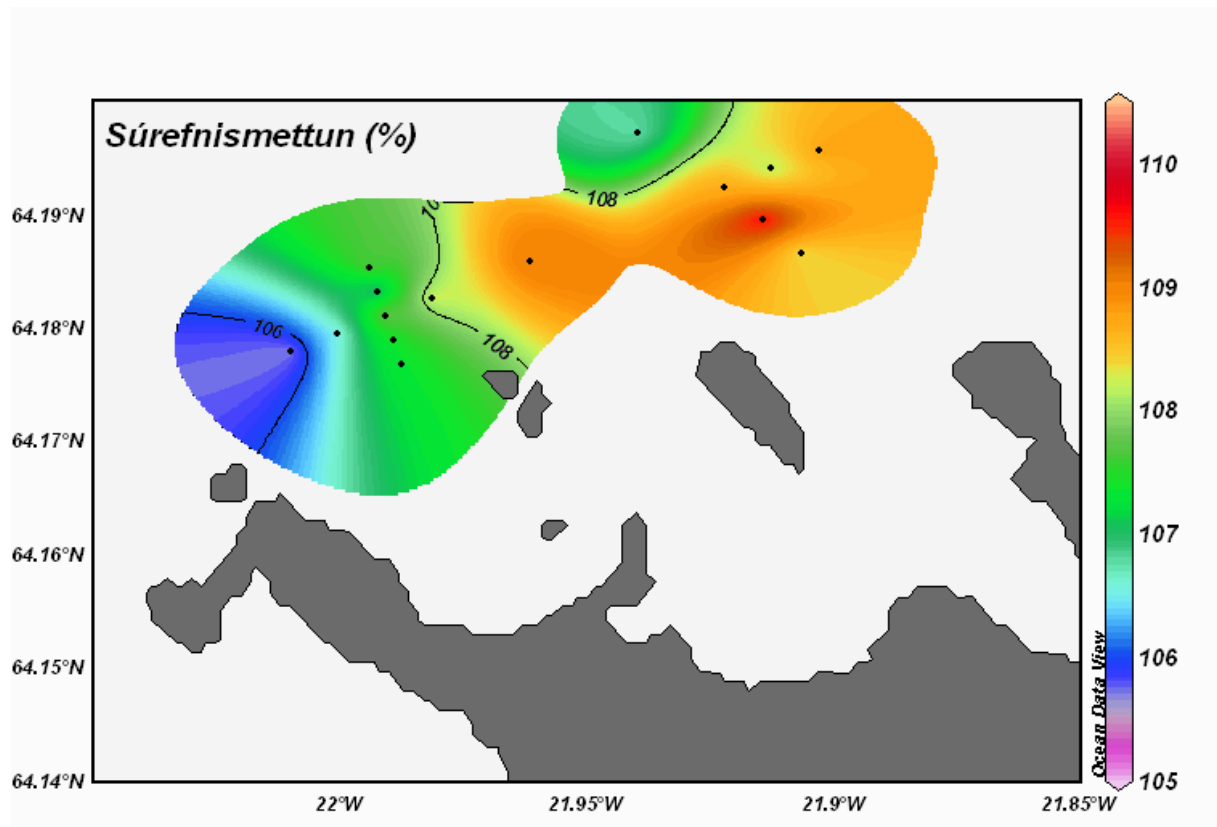 Súrefnismettun (%)
110
109
108
107
106
105
64.19°N
64.18°N
64.17°N
64.16°N
64.15°N
64.14°N
108
10
106
108
22°W
21.95°W
21.9°W
21.85°W
Ocean Data View